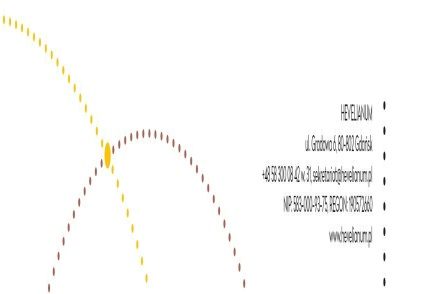 HEVELIANUM
ul. Gradowa 6, 80-802 Gdańsk
+48 58 300 08 42 w. 31, sekretariat@hevelianum.pl
NIP: 583-000-93-75, REGON: 190572660
www.hevelianum.pl